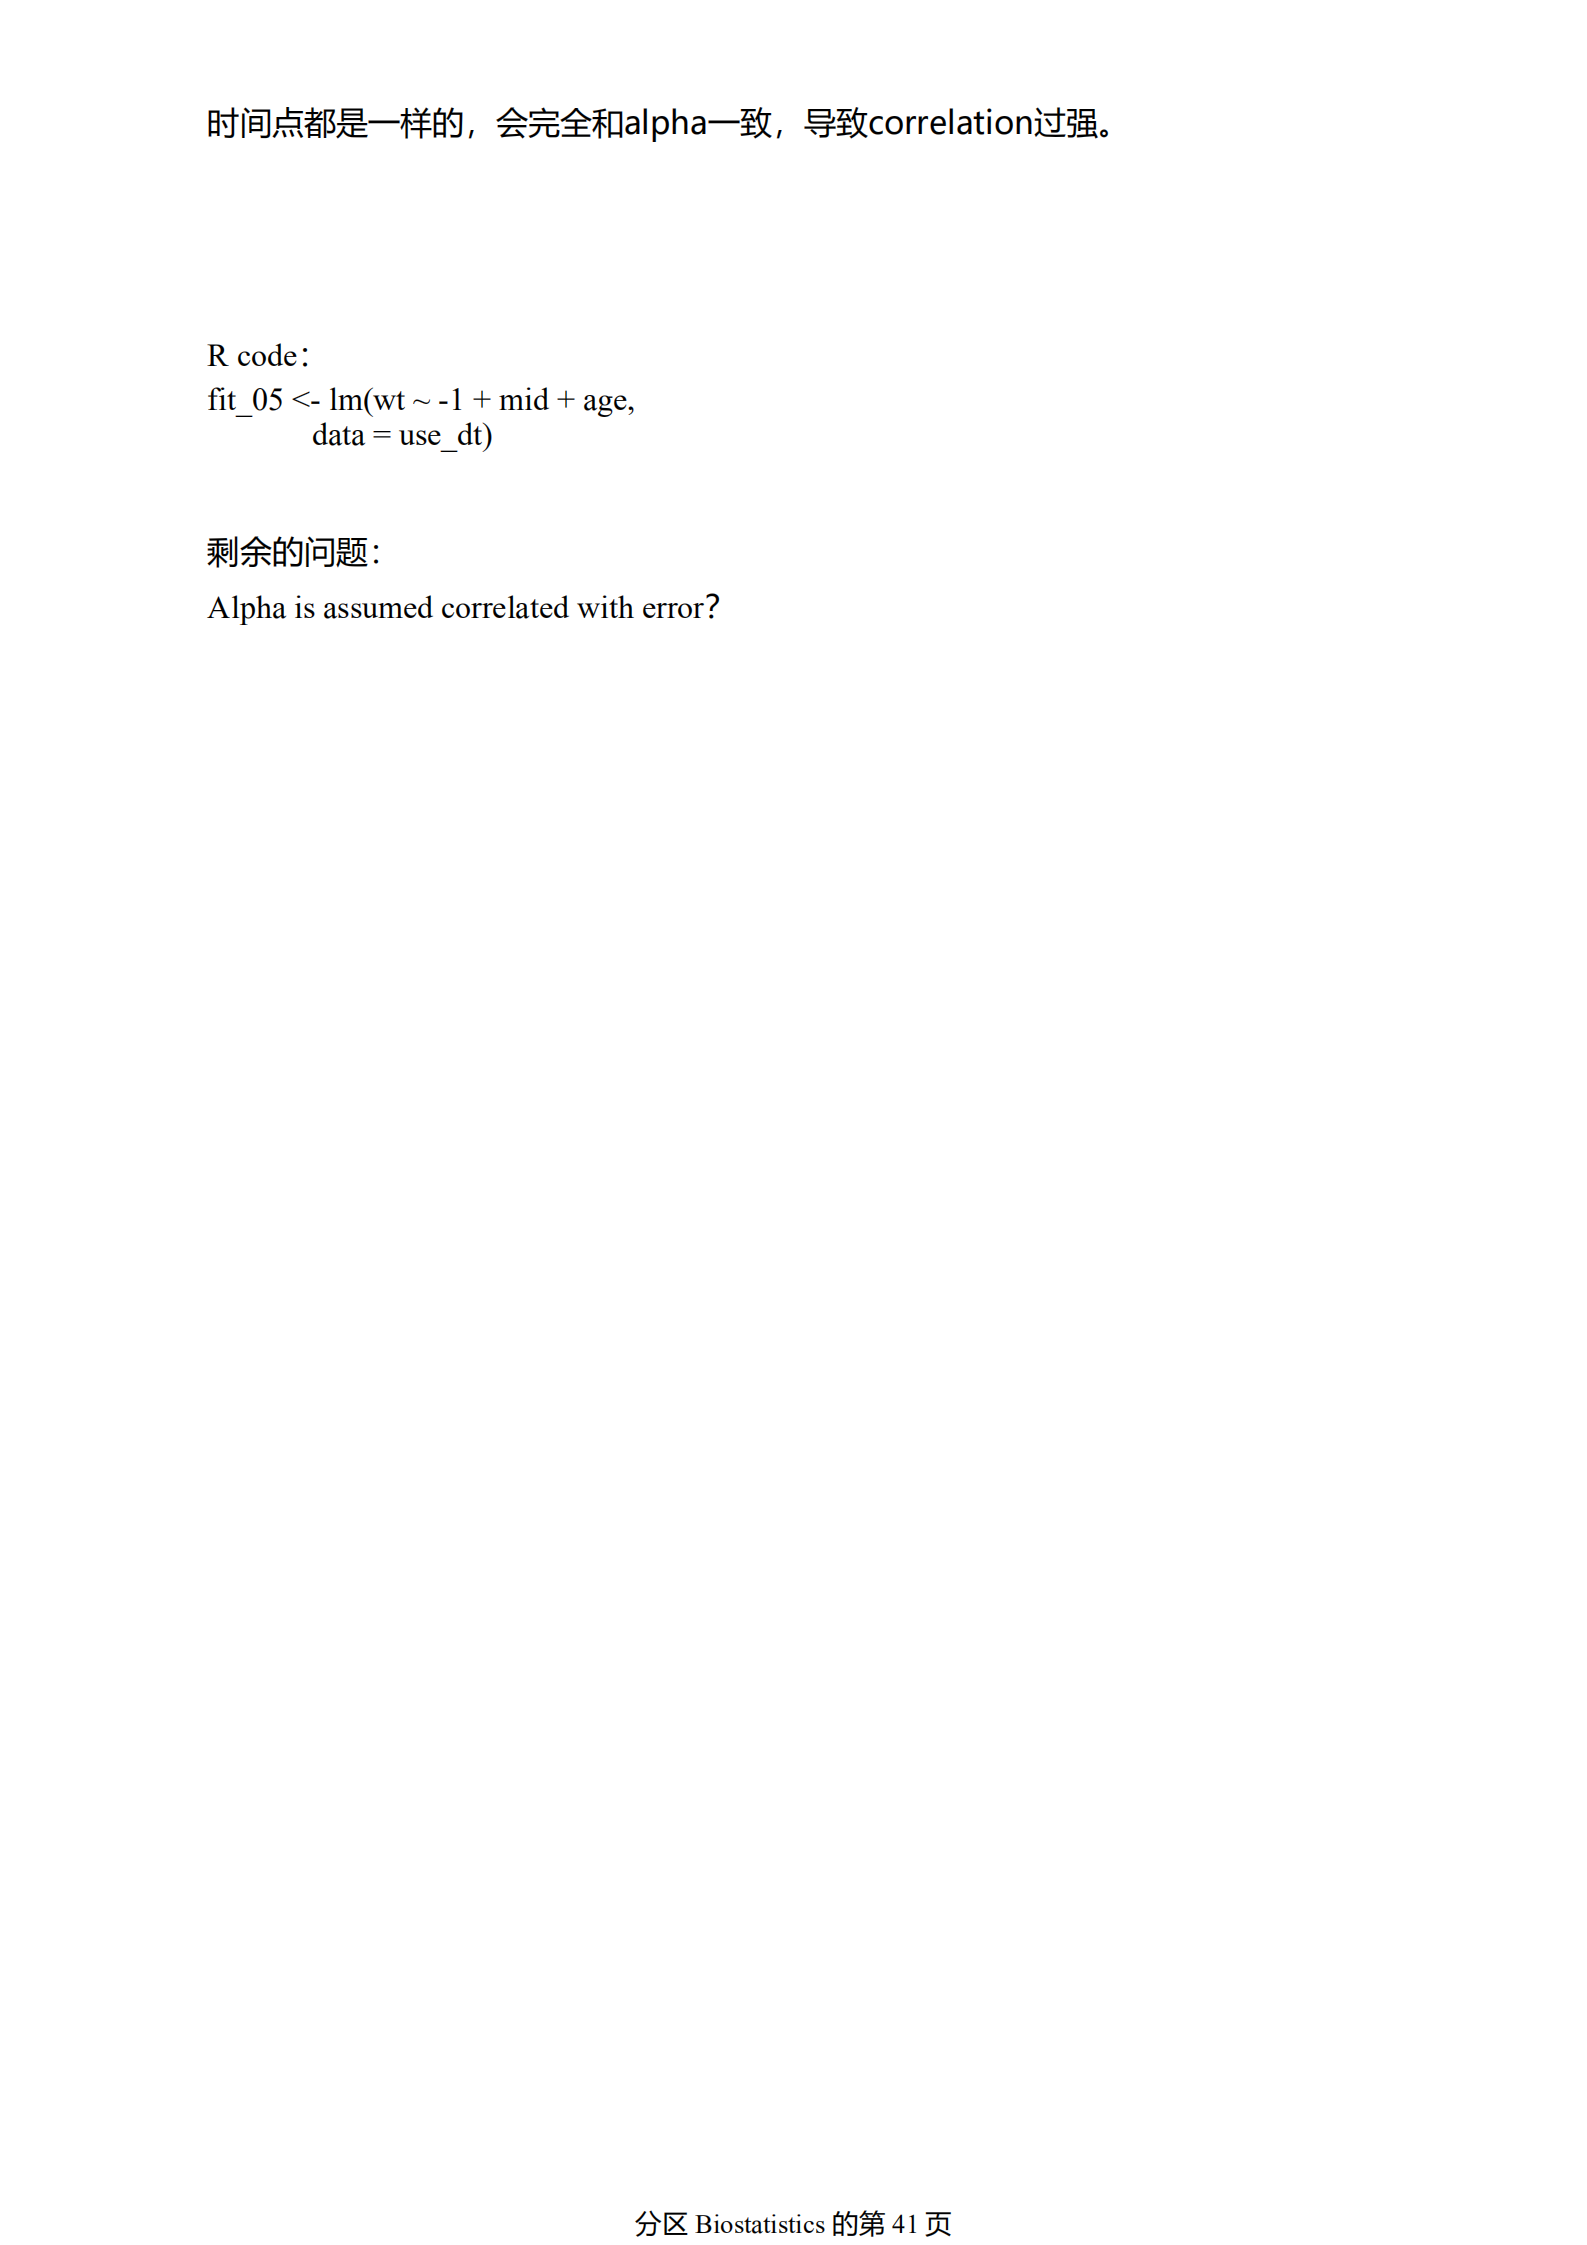 时间点都是一样的，会完全和alpha一致，导致correlation过强。
R code：
fit_05 <- lm(wt ~ -1 + mid + age,
data = use_dt)
剩余的问题：
Alpha is assumed correlated with error？
分区 Biostatistics 的第 41 页